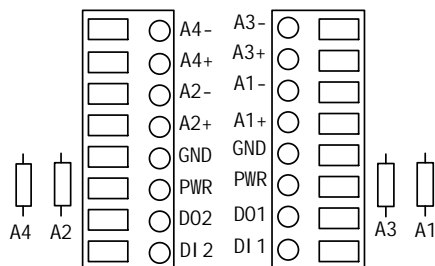 A4- A3-
A4+ A3+
A2- A1-
A2+ A1+
GND GND
PWR PWR
DO2 DO1
A4 A2 A3 A1
DI2 DI1